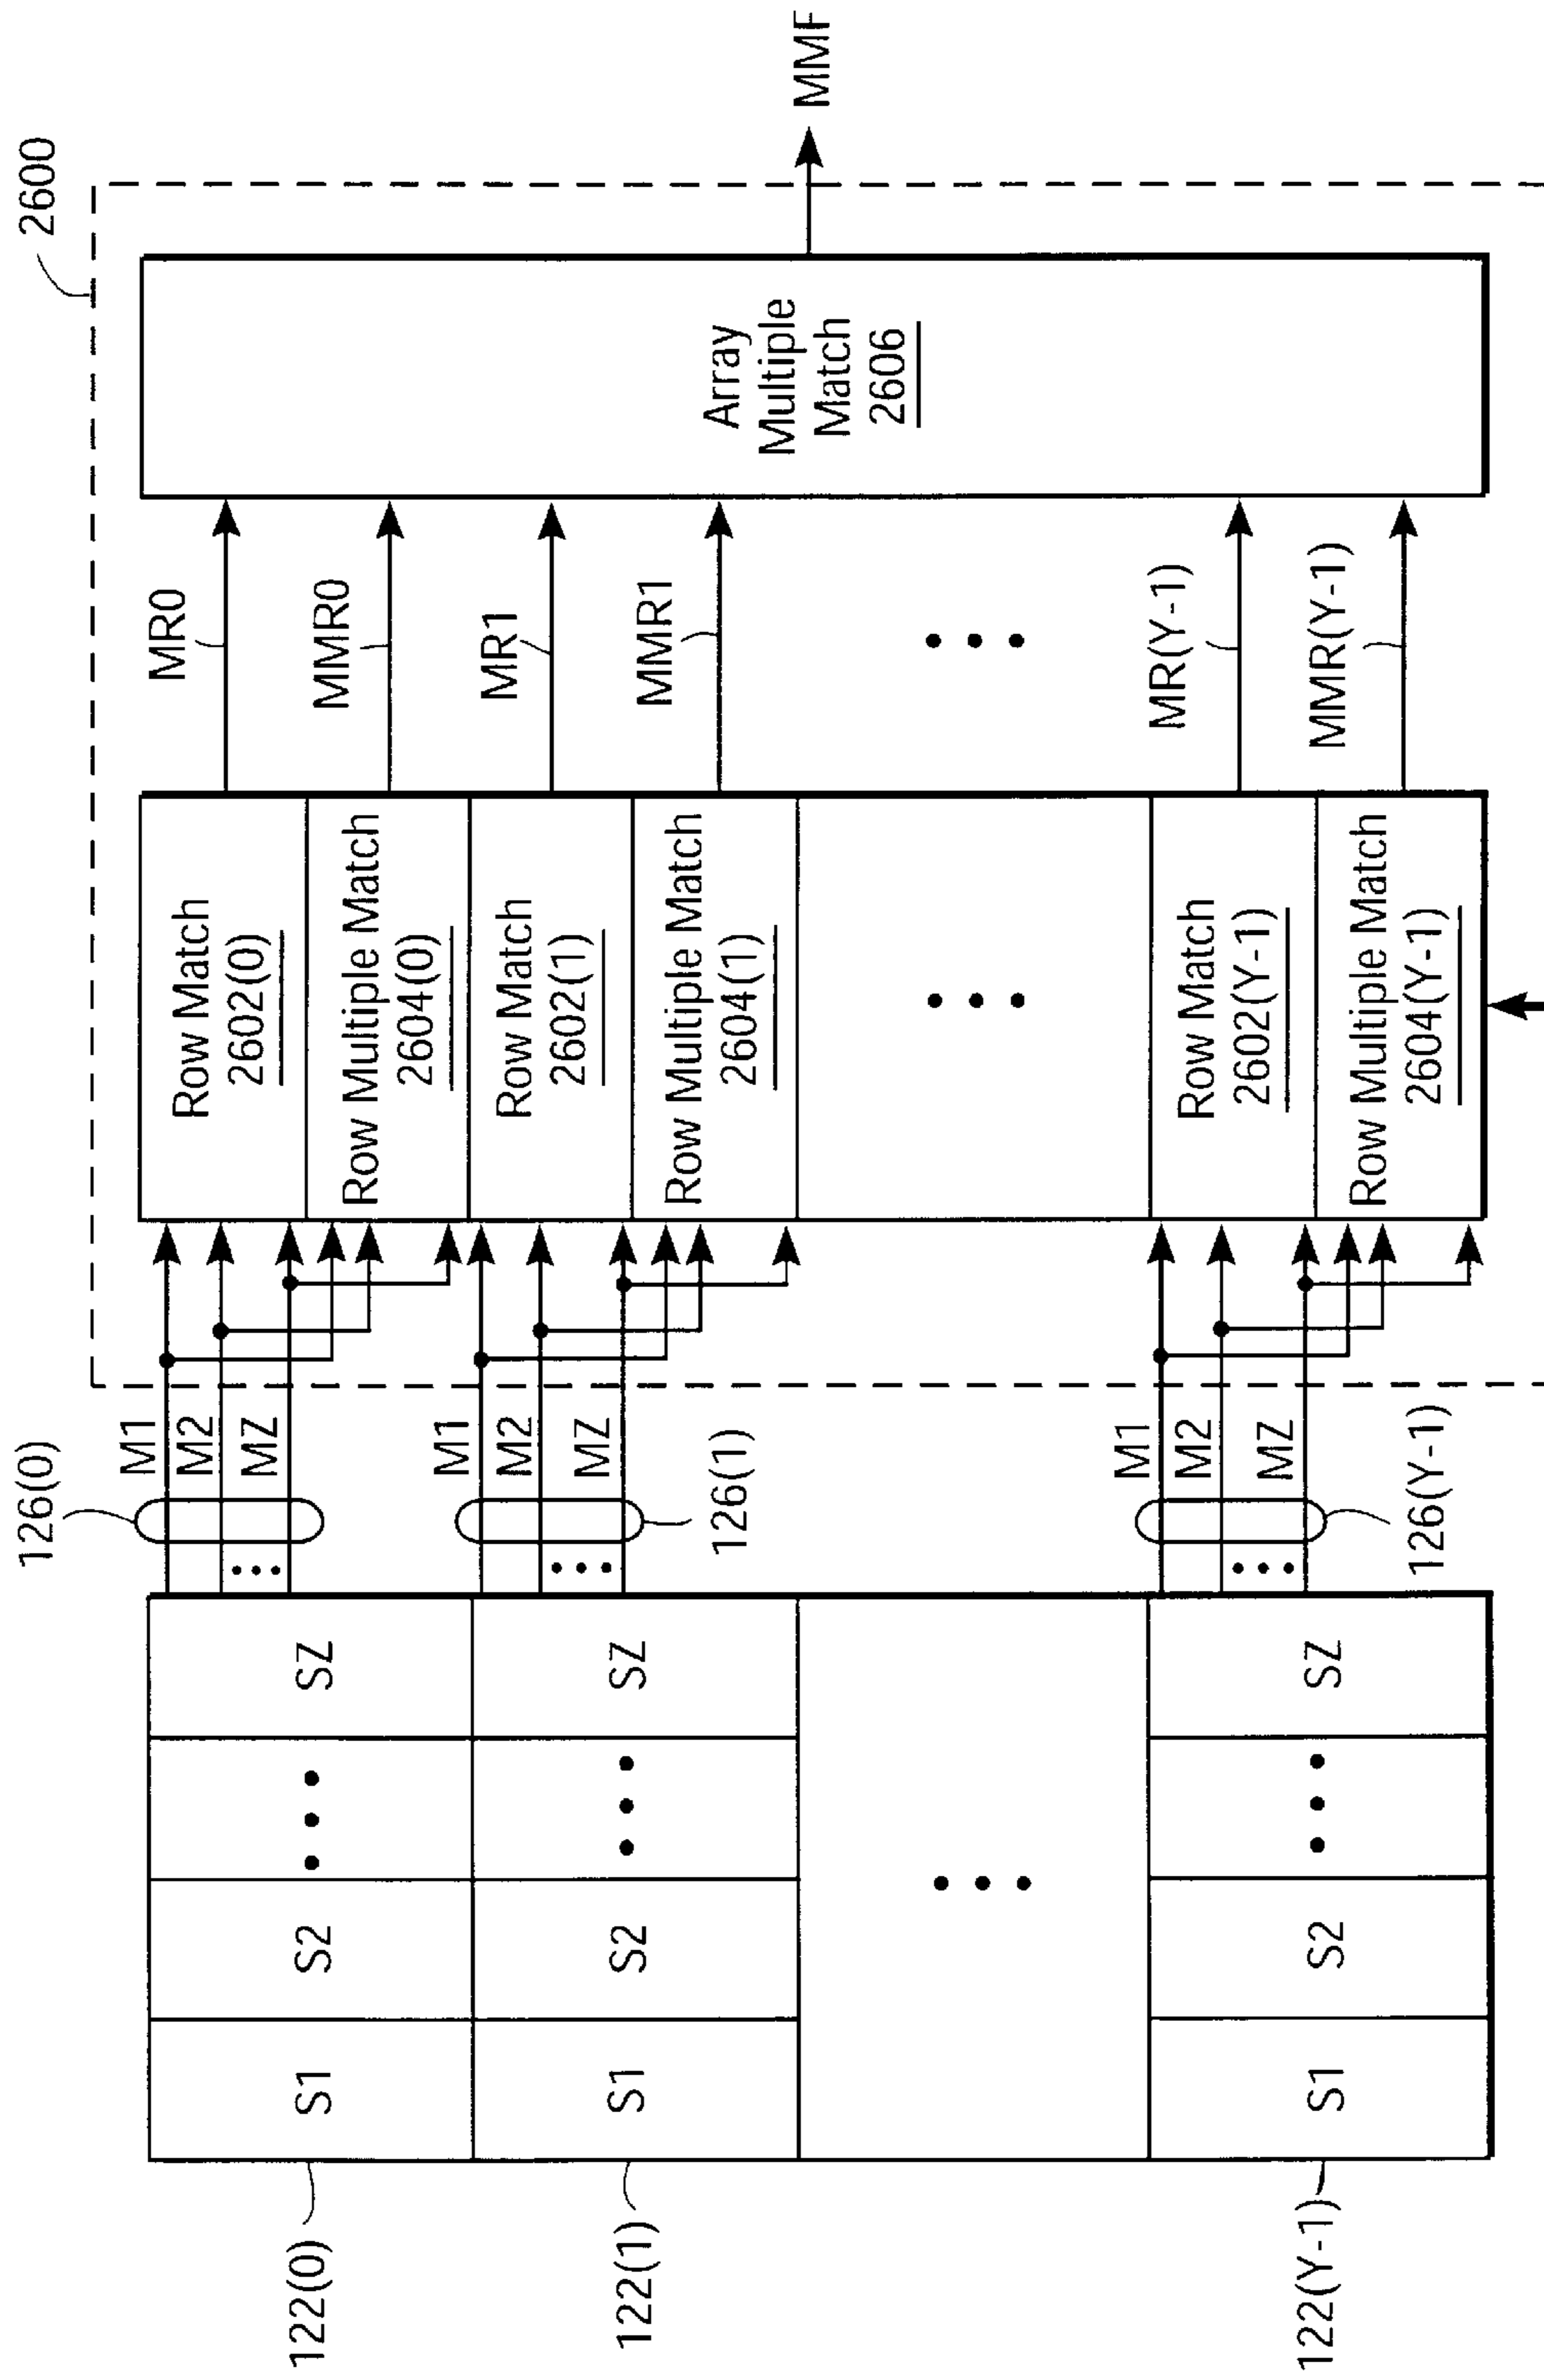 2600
126(0)
M1
M2
MZ
126(1)
M1
M2
MZ
126(Y-1)
M1
M2
MZ
122(0)
S1
S2
SZ
122(1)
S1
S2
SZ
122(Y-1)
S1
S2
SZ
Row Match
2602(0)
Row Multiple Match
2604(0)
Row Match
2602(1)
Row Multiple Match
2604(1)
Row Match
2602(Y-1)
Row Multiple Match
2604(Y-1)
MR0
MMR0
MR1
MMR1
MR(Y-1)
MMR(Y-1)
Array
Multiple
Match
2606
MMF